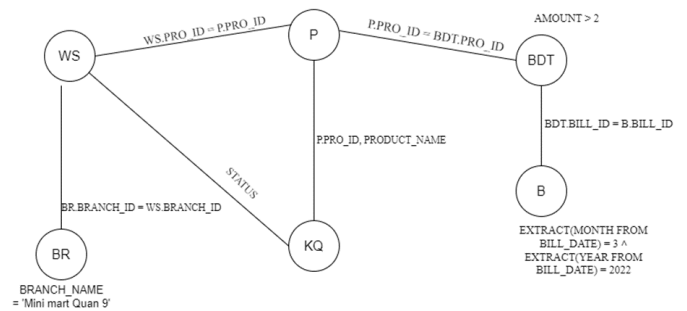 AMOUNT > 2
WS.PRO_ID = P.PRO_ID
P
P.PRO_ID = BDT.PRO_ID
WS
BDT
BDT.BILL_ID = B.BILL_ID
P.PRO_ID, PRODUCT_NAME
STATUS
B
BR.BRANCH_ID = WS.BRANCH_ID
EXTRACT(MONTH FROM
BILL_DATE) = 3 ^
EXTRACT(YEAR FROM
BILL_DATE) = 2022
KQ
BR
BRANCH_NAME
= 'Mini mart Quan 9'